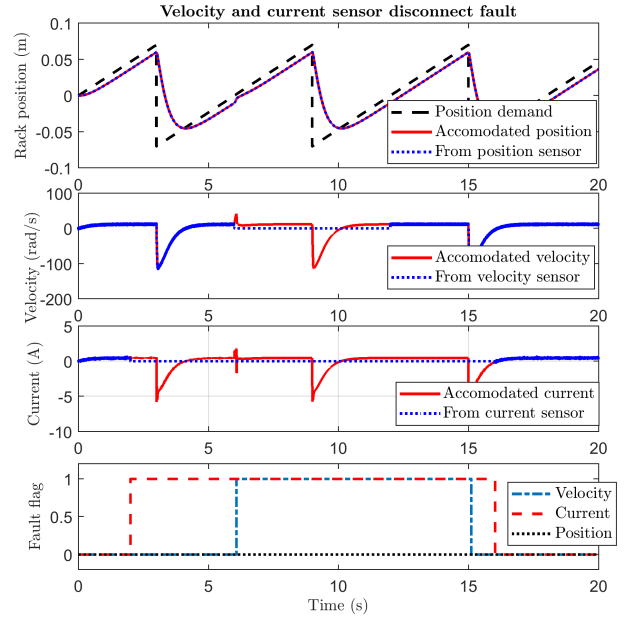 Velocity and current sensor disconnect fault
Rack position (m)
0.1
0.05
0
-0.05
-0.1
0 5 10 15 20
Position demand
Accomodated position
From position sensor
Velocity (rad/s)
100
0
-100
-200
0 5 10 15 20
Accomodated velocity
From velocity sensor
Current (A)
5
0
-5
-10
0 5 10 15 20
Accomodated current
From current sensor
Fault flag
1
0.5
0
0 5 10 15 20
Velocity
Current
Position
Time (s)